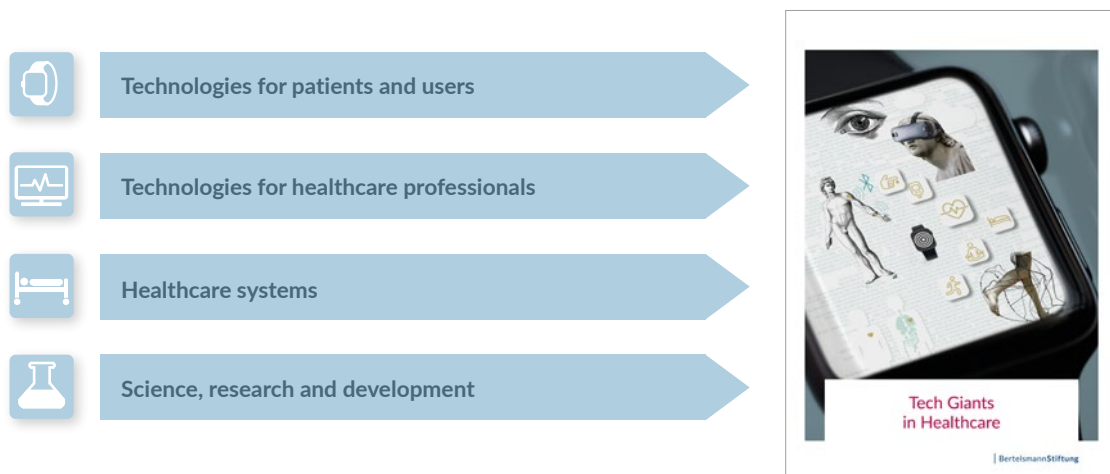 Technologies for patients and users
Technologies for healthcare professionals
Healthcare systems
Science, research and development
Tech Giants
in Healthcare
BertelsmannStiftung